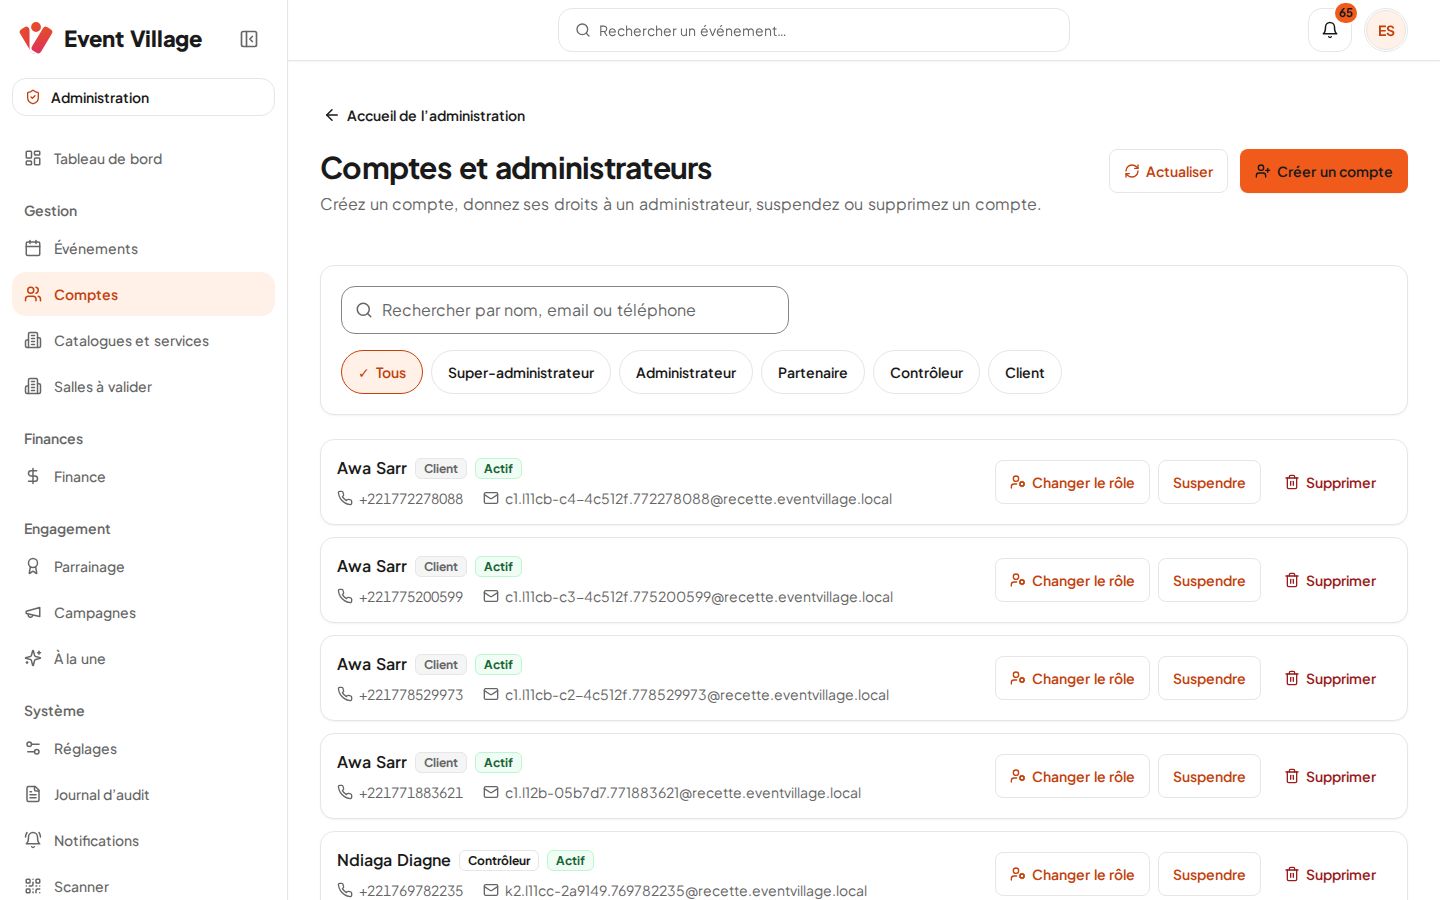 Event Village
Rechercher un événement...
65
ES
Administration
Tableau de bord
Gestion
Événements
Comptes
Catalogues et services
Salles à valider
Finances
Finance
Engagement
Parrainage
Campagnes
À la une
Système
Réglages
Journal d'audit
Notifications
Scanner
Accueil de l'administration
Comptes et administrateurs
Actualiser
Créer un compte
Créez un compte, donnez ses droits à un administrateur, suspendez ou supprimez un compte.
Rechercher par nom, email ou téléphone
✓ Tous
Super-administrateur
Administrateur
Partenaire
Contrôleur
Client
Awa Sarr Client Actif
+221772278088 c1.l11cb-c4-4c512f.772278088@recette.eventvillage.local
Changer le rôle Suspendre Supprimer
Awa Sarr Client Actif
+221775200599 c1.l11cb-c3-4c512f.775200599@recette.eventvillage.local
Changer le rôle Suspendre Supprimer
Awa Sarr Client Actif
+221778529973 c1.l11cb-c2-4c512f.778529973@recette.eventvillage.local
Changer le rôle Suspendre Supprimer
Awa Sarr Client Actif
+221771883621 c1.l12b-05b7d7.771883621@recette.eventvillage.local
Changer le rôle Suspendre Supprimer
Ndiaga Diagne Contrôleur Actif
+221769782235 k2.l11cc-2a9149.769782235@recette.eventvillage.local
Changer le rôle Suspendre Supprimer